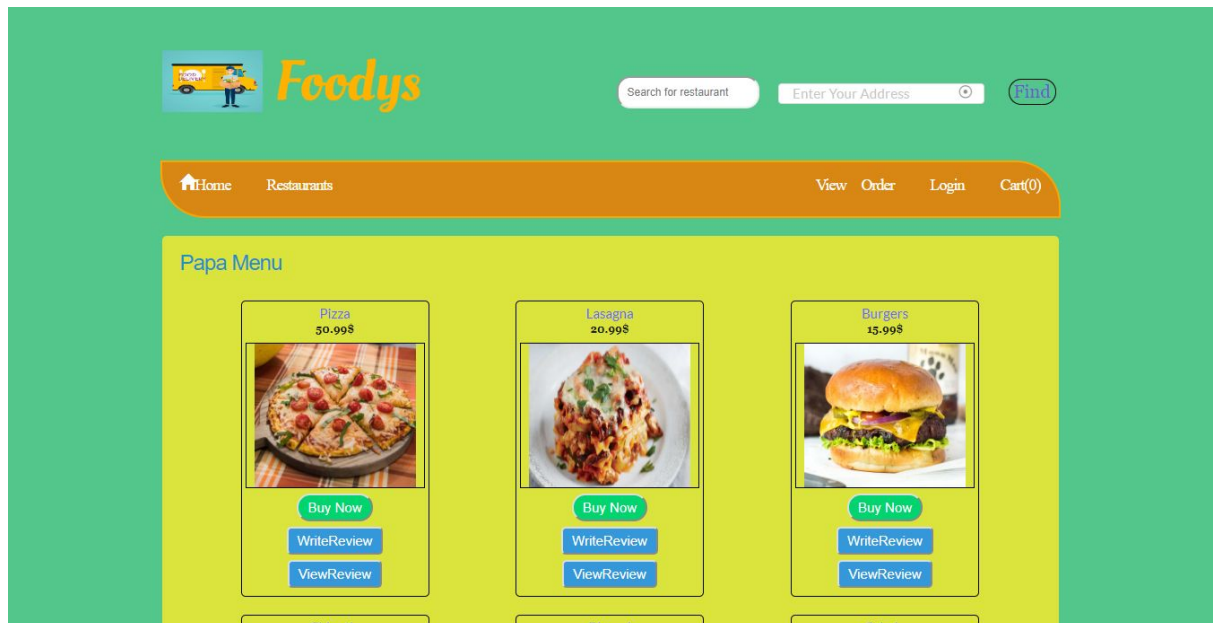 Foodys
Search for restaurant
Enter Your Address
Find
Home Restaurants View Order Login Cart(0)
Papa Menu
Pizza
50.99$
Buy Now
WriteReview
ViewReview
Lasagna
20.99$
Buy Now
WriteReview
ViewReview
Burgers
15.99$
Buy Now
WriteReview
ViewReview